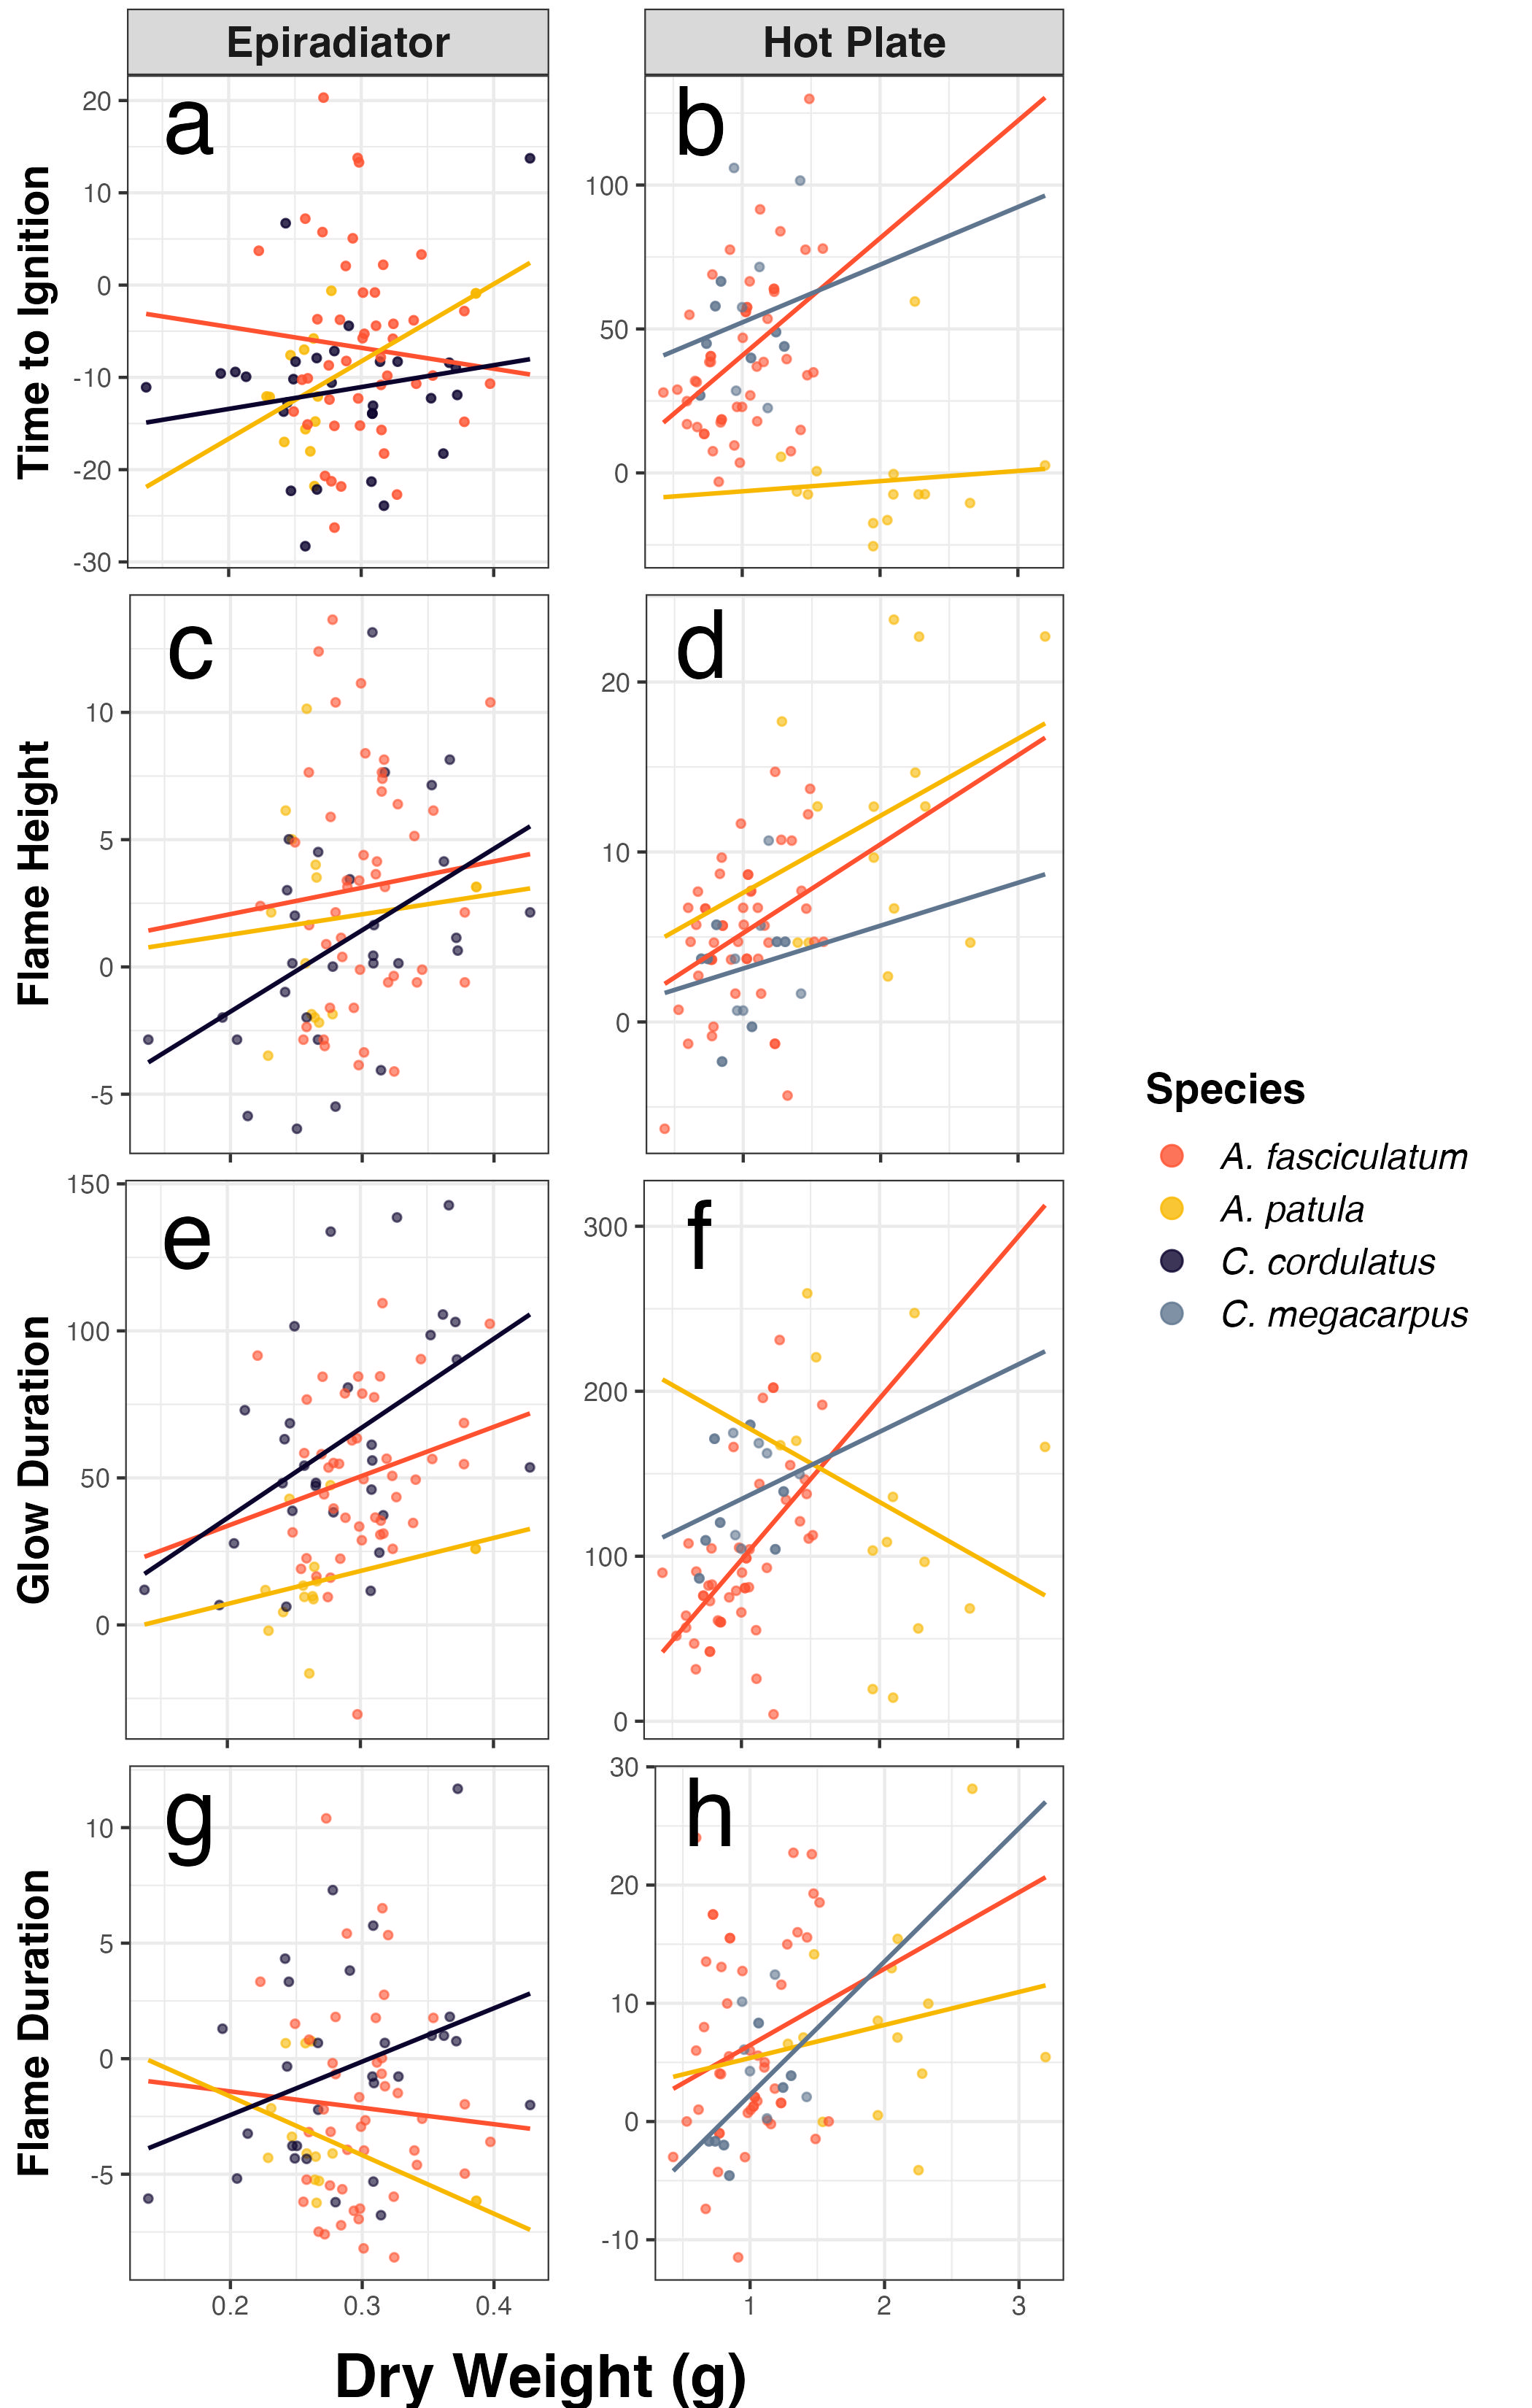 Epiradiator Hot Plate
Time to Ignition
a
20
10
0
-10
-20
-30
b
100
50
0
Flame Height
c
10
5
0
-5
d
20
10
0
Species
A. fasciculatum
A. patula
C. cordulatus
C. megacarpus
Glow Duration
e
150
100
50
0
f
300
200
100
0
Flame Duration
g
10
5
0
-5
h
30
20
10
0
-10
0.2 0.3 0.4
1 2 3
Dry Weight (g)